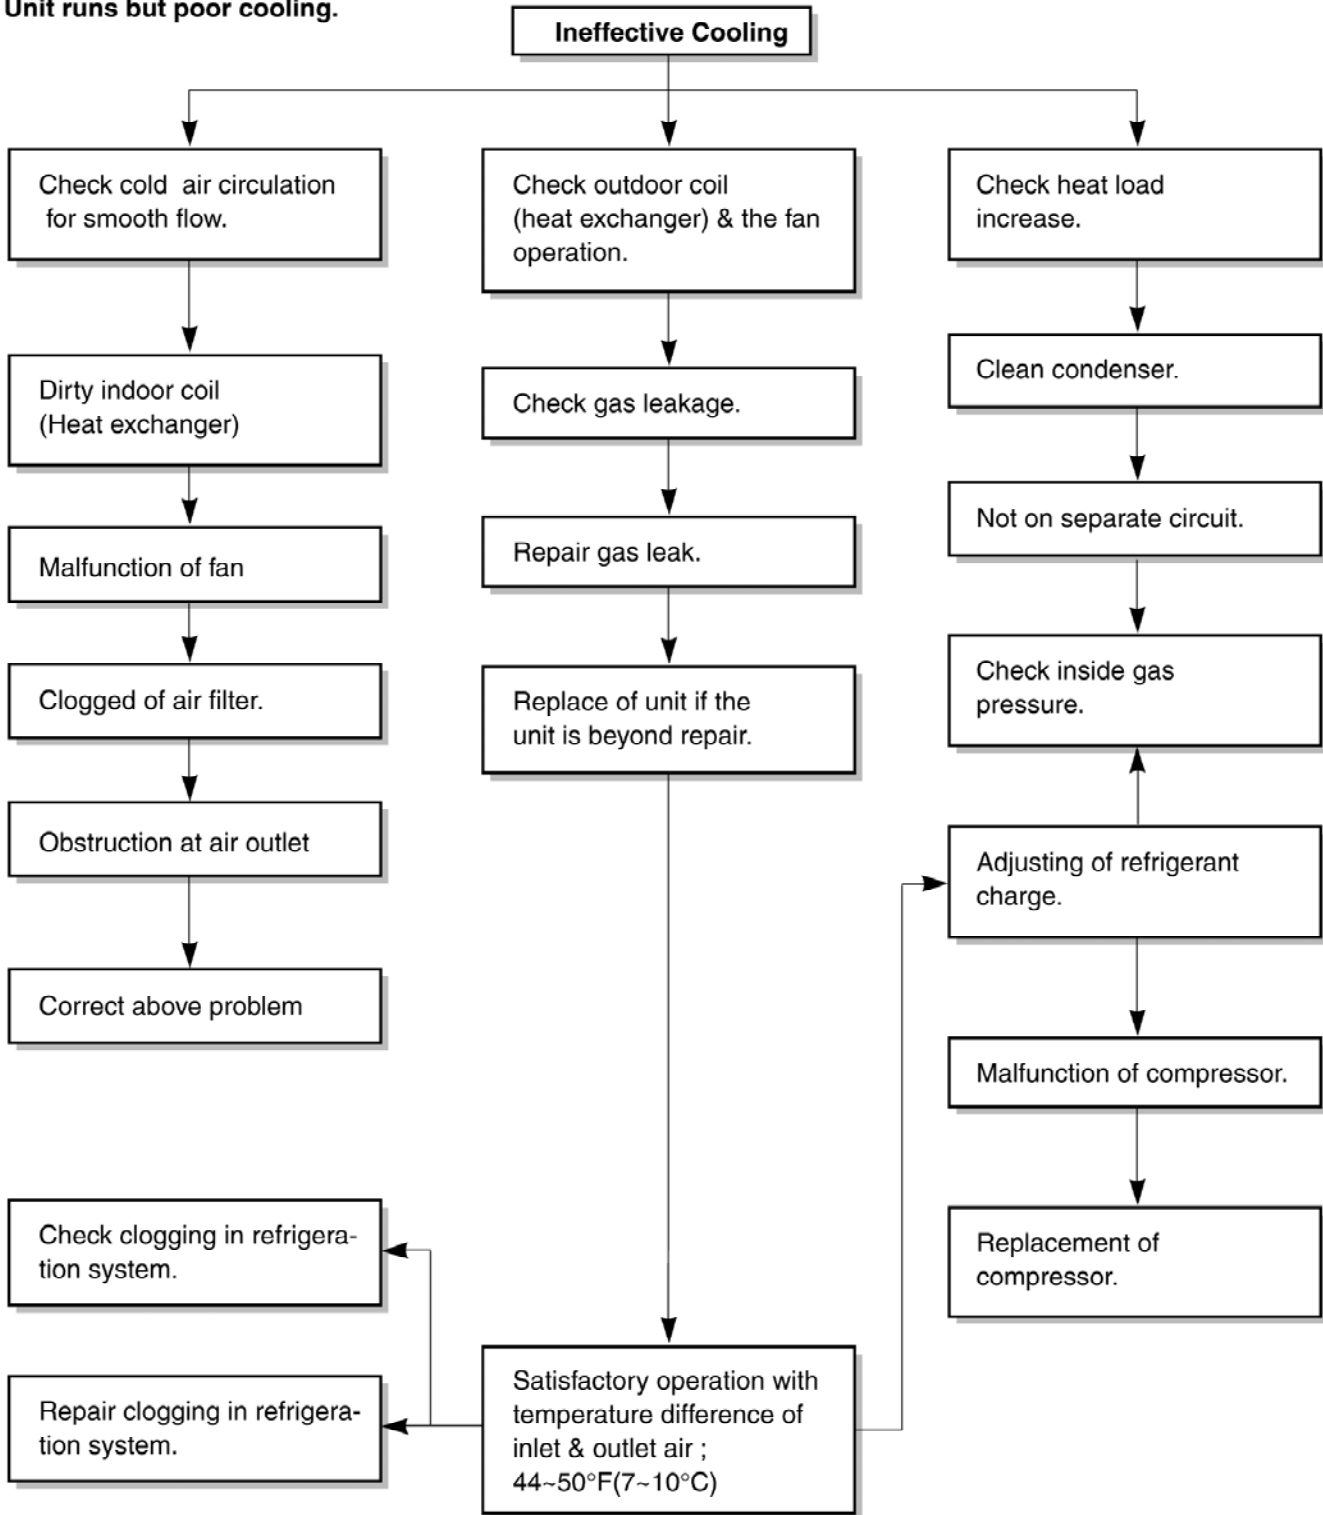 Unit runs but poor cooling.
Ineffective Cooling
Check cold air circulation
for smooth flow.
Dirty indoor coil
(Heat exchanger)
Malfunction of fan
Clogged of air filter.
Obstruction at air outlet
Correct above problem
Check clogging in refrigera-
tion system.
Repair clogging in refrigera-
tion system.
Check outdoor coil
(heat exchanger) & the fan
operation.
Check gas leakage.
Repair gas leak.
Replace of unit if the
unit is beyond repair.
Satisfactory operation with
temperature difference of
inlet & outlet air ;
44~50°F(7~10°C)
Check heat load
increase.
Clean condenser.
Not on separate circuit.
Check inside gas
pressure.
Adjusting of refrigerant
charge.
Malfunction of compressor.
Replacement of
compressor.